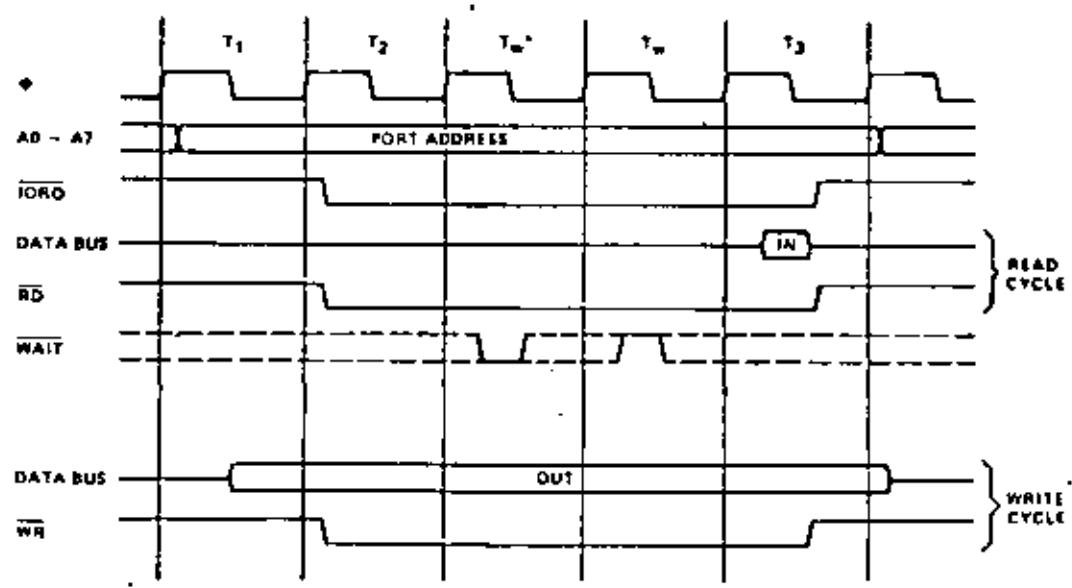 T1 T2 Tw* Tw T3
Φ
A0 – A7 PORT ADDRESS
IORQ
DATA BUS IN
RD
READ
CYCLE
WAIT
DATA BUS OUT
WR
WRITE
CYCLE